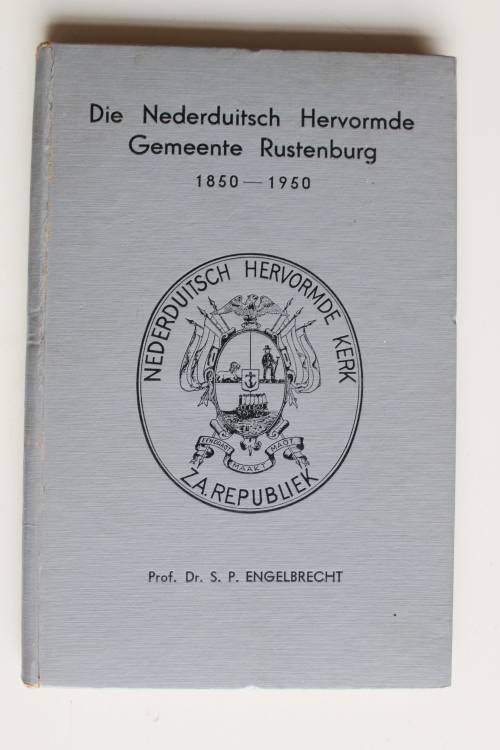 Die Nederduitsch Hervormde
Gemeente Rustenburg
1850 — 1950
NEDERDUITSCH HERVORMDE KERK
EENDRAGT MAAKT MAGT
Z.A. REPUBLIEK
Prof. Dr. S. P. ENGELBRECHT